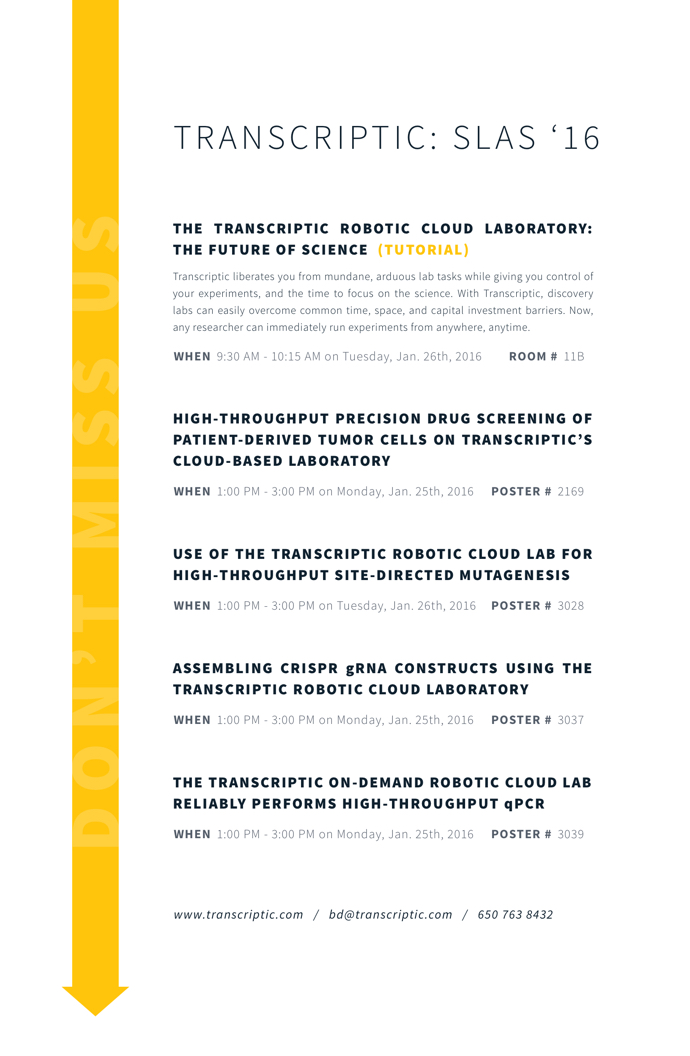 TRANSCRIPTIC: SLAS ‘16
DON’T MISS US
THE TRANSCRIPTIC ROBOTIC CLOUD LABORATORY:
THE FUTURE OF SCIENCE (TUTORIAL)
Transcriptic liberates you from mundane, arduous lab tasks while giving you control of
your experiments, and the time to focus on the science. With Transcriptic, discovery
labs can easily overcome common time, space, and capital investment barriers. Now,
any researcher can immediately run experiments from anywhere, anytime.
WHEN 9:30 AM - 10:15 AM on Tuesday, Jan. 26th, 2016 ROOM # 11B
HIGH-THROUGHPUT PRECISION DRUG SCREENING OF
PATIENT-DERIVED TUMOR CELLS ON TRANSCRIPTIC’S
CLOUD-BASED LABORATORY
WHEN 1:00 PM - 3:00 PM on Monday, Jan. 25th, 2016 POSTER # 2169
USE OF THE TRANSCRIPTIC ROBOTIC CLOUD LAB FOR
HIGH-THROUGHPUT SITE-DIRECTED MUTAGENESIS
WHEN 1:00 PM - 3:00 PM on Tuesday, Jan. 26th, 2016 POSTER # 3028
ASSEMBLING CRISPR gRNA CONSTRUCTS USING THE
TRANSCRIPTIC ROBOTIC CLOUD LABORATORY
WHEN 1:00 PM - 3:00 PM on Monday, Jan. 25th, 2016 POSTER # 3037
THE TRANSCRIPTIC ON-DEMAND ROBOTIC CLOUD LAB
RELIABLY PERFORMS HIGH-THROUGHPUT qPCR
WHEN 1:00 PM - 3:00 PM on Monday, Jan. 25th, 2016 POSTER # 3039
www.transcriptic.com / bd@transcriptic.com / 650 763 8432